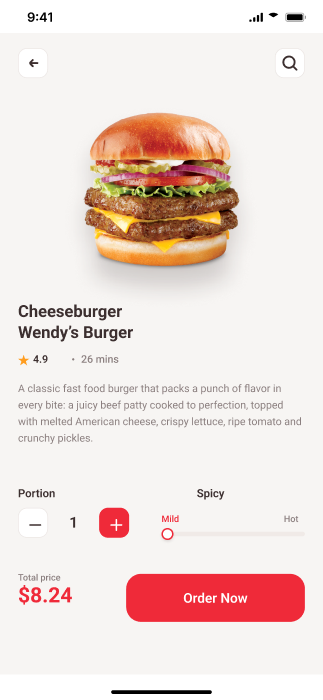 9:41
Cheeseburger
Wendy's Burger
4.9 • 26 mins
A classic fast food burger that packs a punch of flavor in
every bite: a juicy beef patty cooked to perfection, topped
with melted American cheese, crispy lettuce, ripe tomato and
crunchy pickles.
Portion Spicy
Mild Hot
1
Total price
$8.24
Order Now